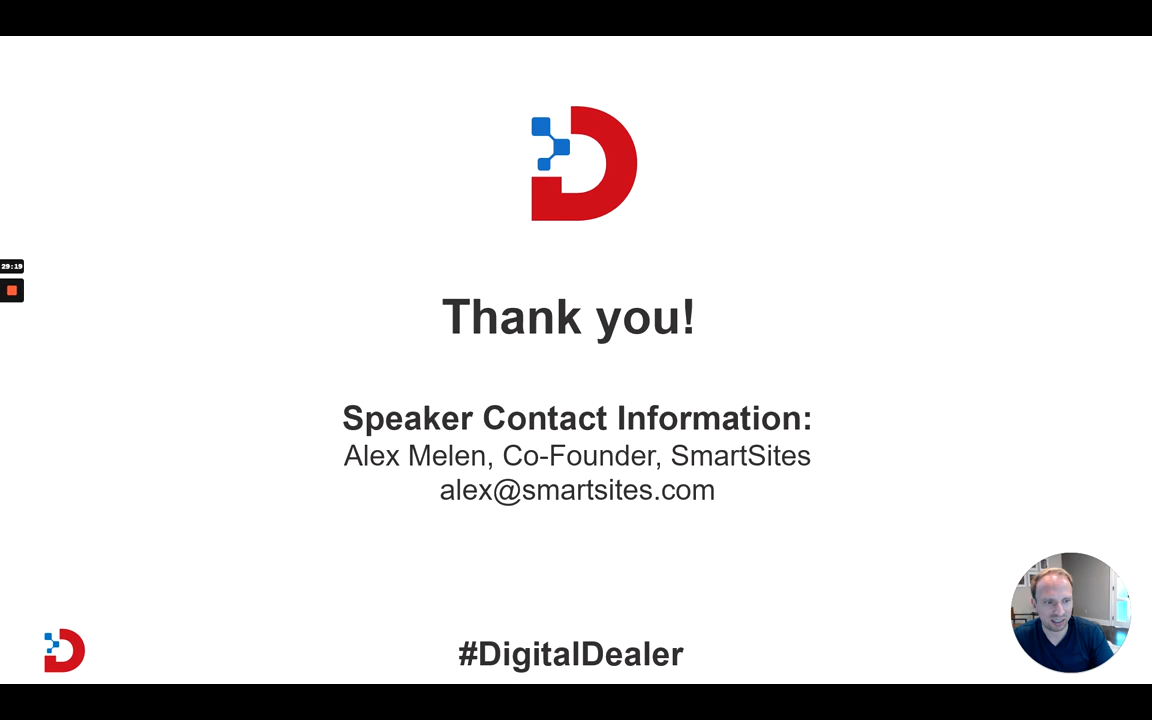 29:19
Thank you!
Speaker Contact Information:
Alex Melen, Co-Founder, SmartSites
alex@smartsites.com
#DigitalDealer